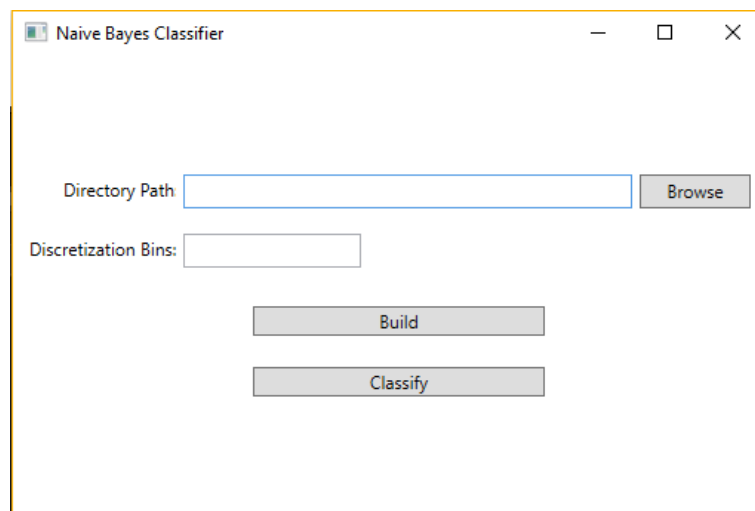 Naive Bayes Classifier
Directory Path
Browse
Discretization Bins:
Build
Classify